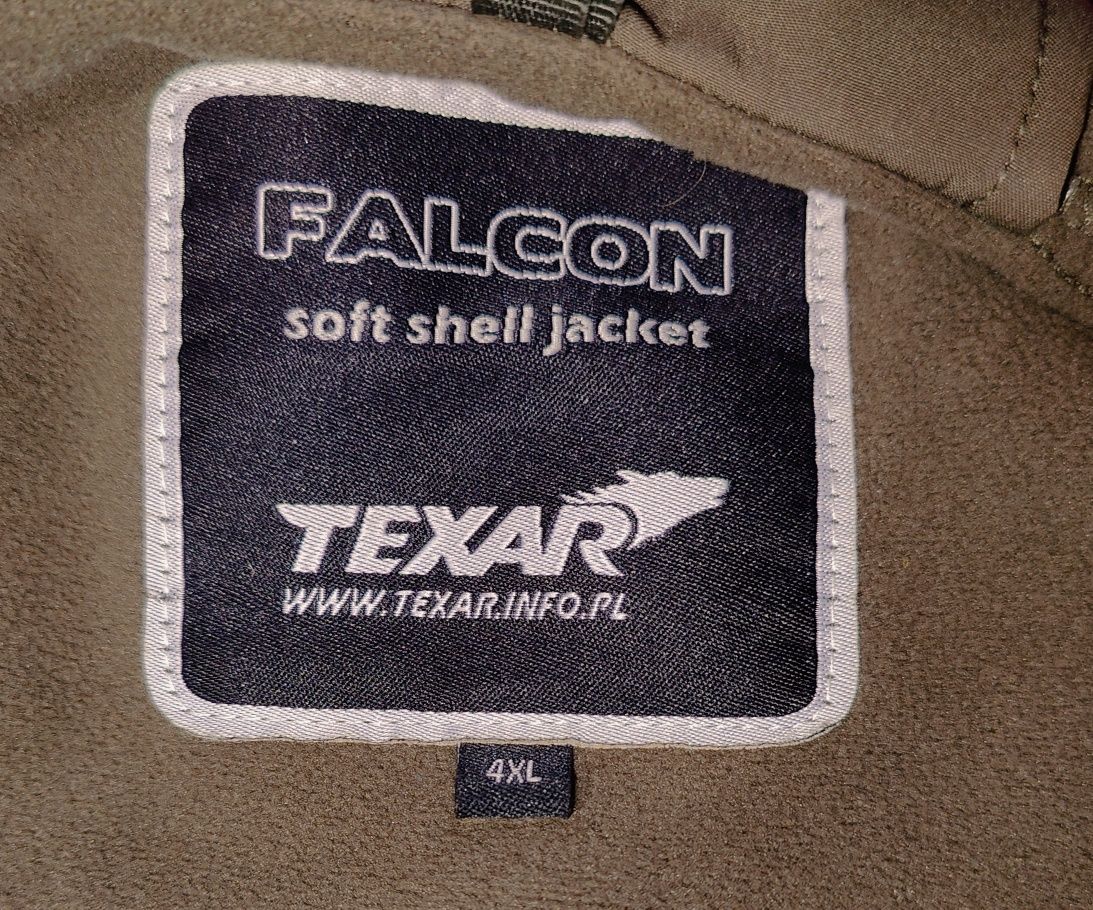 FALCON
soft shell jacket
TEXAR
WWW.TEXAR.INFO.PL
4XL